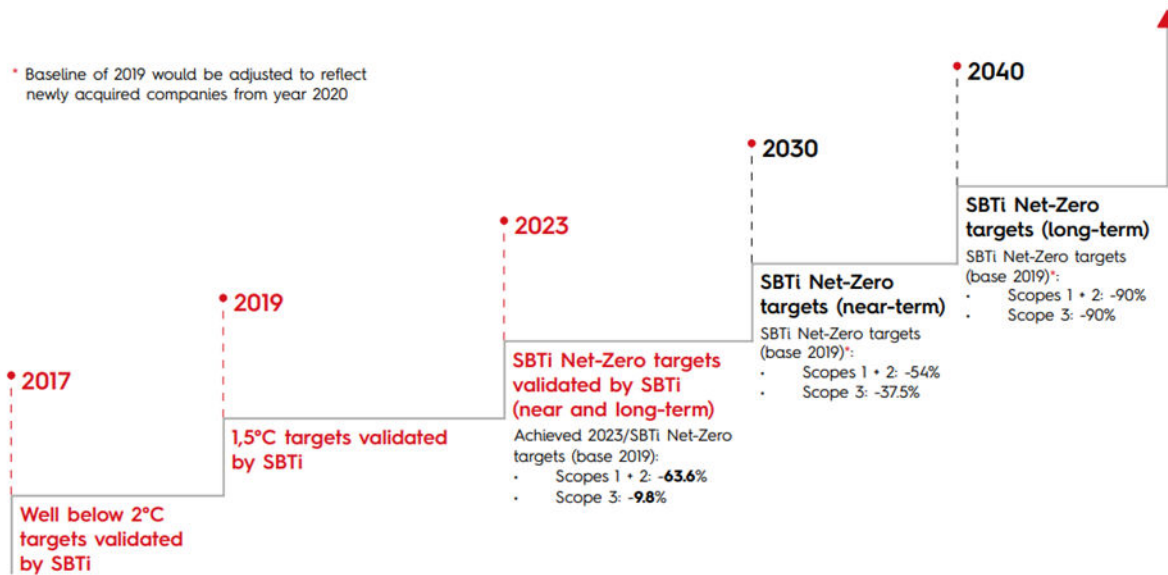 * Baseline of 2019 would be adjusted to reflect
newly acquired companies from year 2020
2017
Well below 2°C
targets validated
by SBTi
2019
1,5°C targets validated
by SBTi
2023
SBTi Net-Zero targets
validated by SBTi
(near and long-term)
Achieved 2023/SBTi Net-Zero
targets (base 2019):
· Scopes 1 + 2: -63.6%
· Scope 3: -9.8%
2030
SBTi Net-Zero
targets (near-term)
SBTi Net-Zero targets
(base 2019)*:
· Scopes 1 + 2: -54%
· Scope 3: -37.5%
2040
SBTi Net-Zero
targets (long-term)
SBTi Net-Zero targets
(base 2019)*:
· Scopes 1 + 2: -90%
· Scope 3: -90%